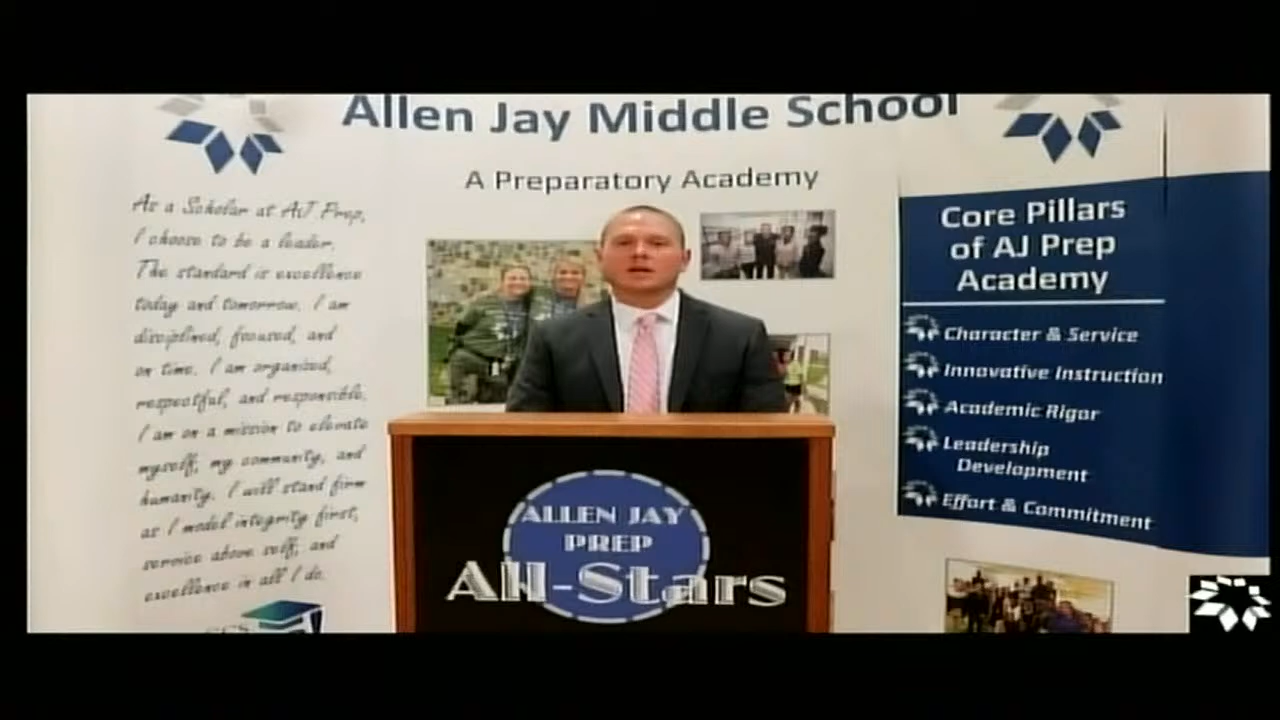 Allen Jay Middle School
A Preparatory Academy
As a Scholar at AJ Prep,
I choose to be a leader.
The standard is excellence
today and tomorrow. I am
disciplined, focused, and
on time. I am organized,
respectful, and responsible.
I am on a mission to elevate
myself, my community, and
humanity. I will stand firm
as I model integrity first,
service above self, and
excellence in all I do.
Core Pillars
of AJ Prep
Academy
Character & Service
Innovative Instruction
Academic Rigor
Leadership
Development
Effort & Commitment
ALLEN JAY
PREP
All-Stars